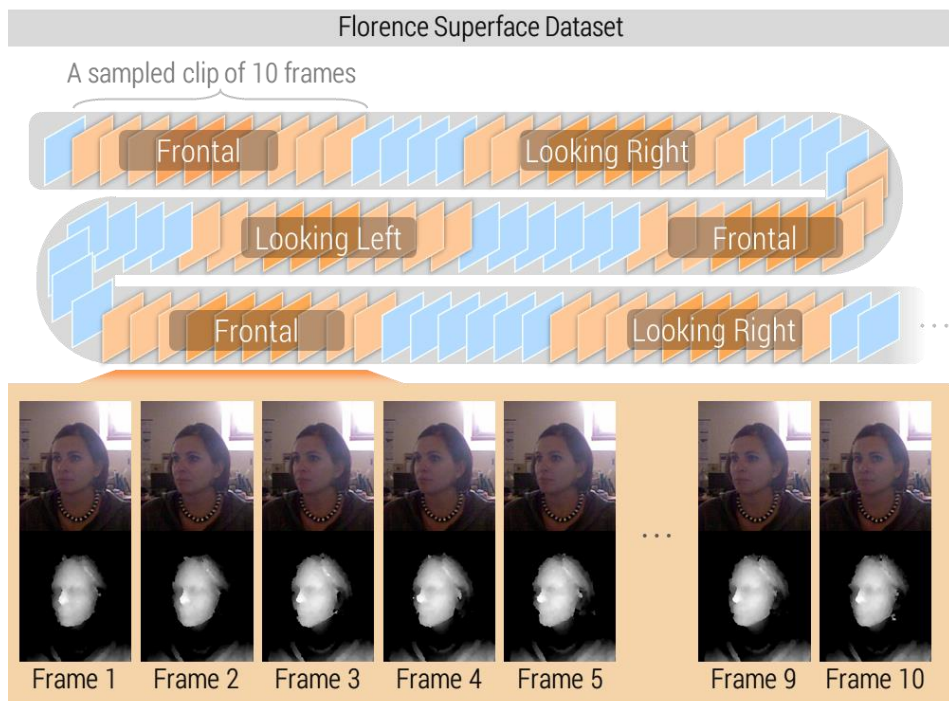 Florence Superface Dataset
A sampled clip of 10 frames
Frontal
Looking Right
Looking Left
Frontal
Frontal
Looking Right
...
...
Frame 1
Frame 2
Frame 3
Frame 4
Frame 5
Frame 9
Frame 10